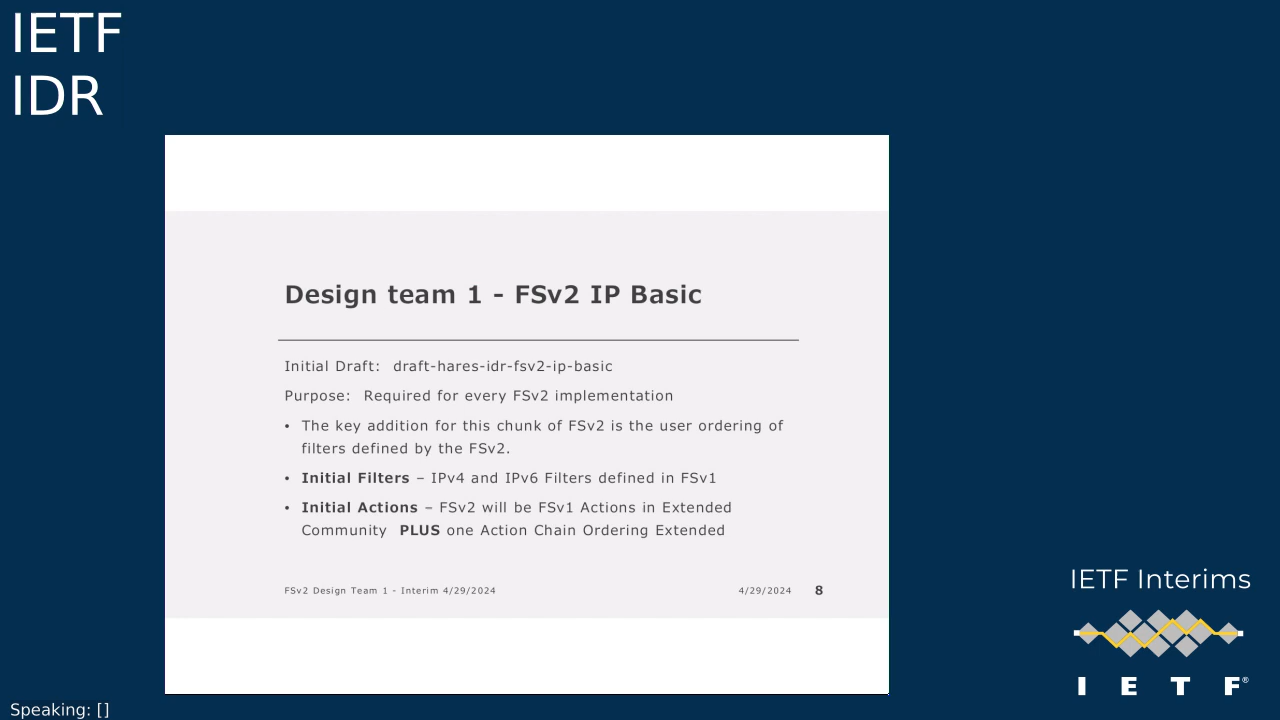 IETF
IDR
Design team 1 - FSv2 IP Basic
Initial Draft:  draft-hares-idr-fsv2-ip-basic
Purpose:  Required for every FSv2 implementation
• The key addition for this chunk of FSv2 is the user ordering of
filters defined by the FSv2.
• Initial Filters – IPv4 and IPv6 Filters defined in FSv1
• Initial Actions – FSv2 will be FSv1 Actions in Extended
Community  PLUS one Action Chain Ordering Extended
FSv2 Design Team 1 - Interim 4/29/2024
4/29/2024
8
IETF Interims
I E T F®
Speaking: []